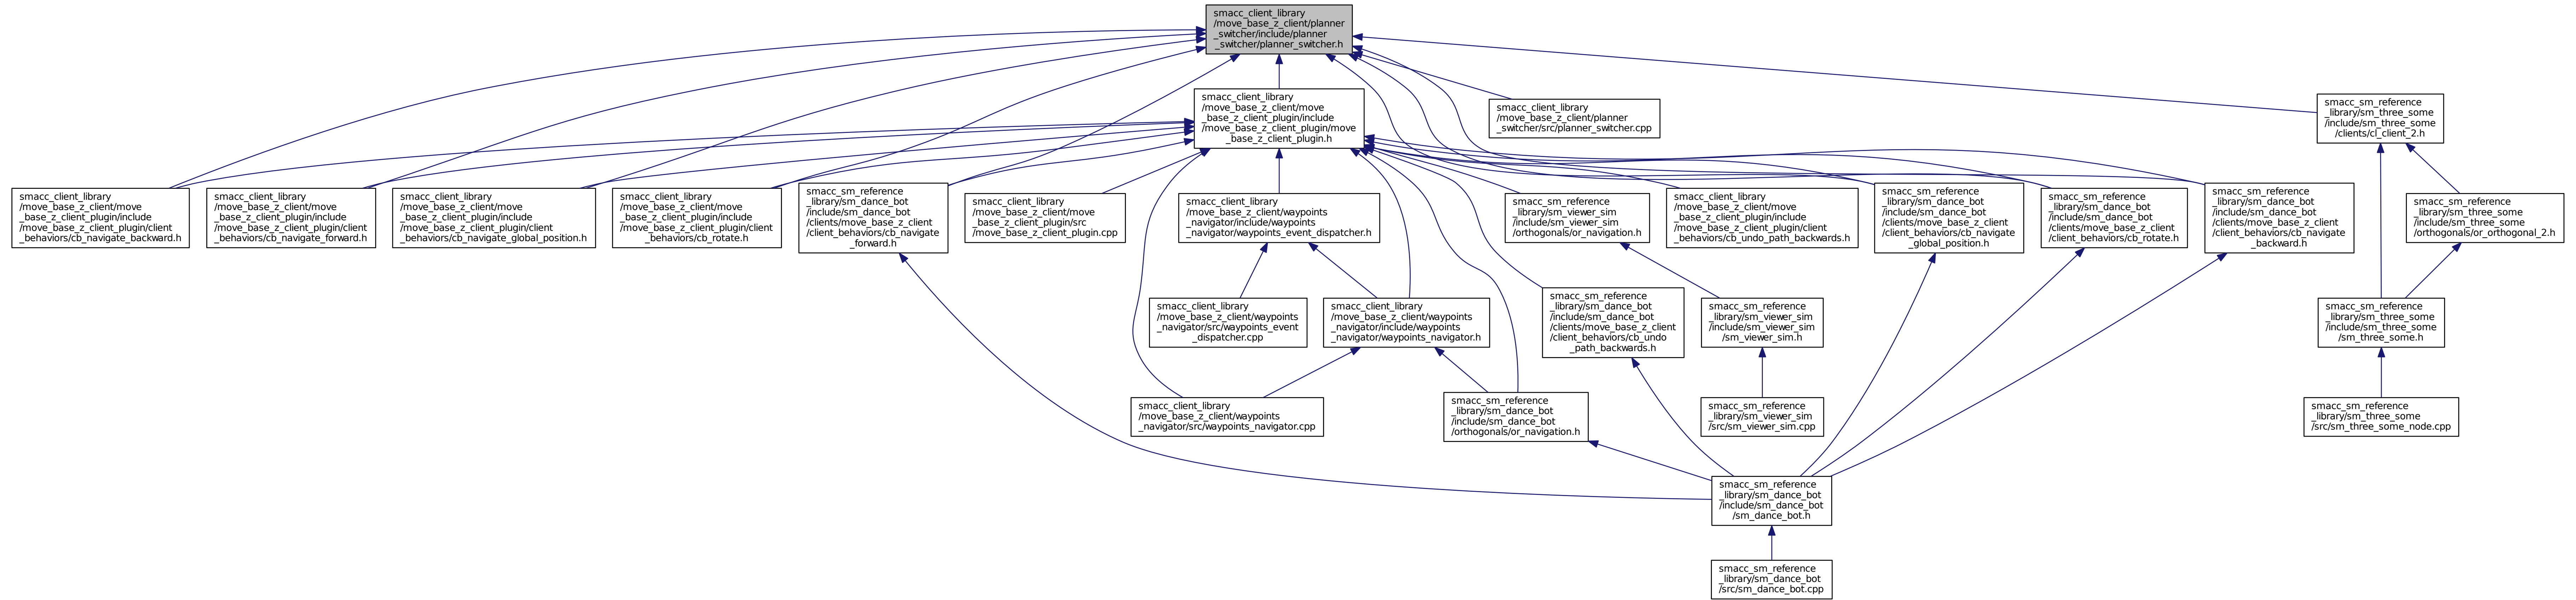 smacc_client_library
/move_base_z_client/planner
_switcher/include/planner
_switcher/planner_switcher.h
smacc_client_library
/move_base_z_client/move
_base_z_client_plugin/include
/move_base_z_client_plugin/move
_base_z_client_plugin.h
smacc_client_library
/move_base_z_client/planner
_switcher/src/planner_switcher.cpp
smacc_sm_reference
_library/sm_three_some
/include/sm_three_some
/clients/cl_client_2.h
smacc_client_library
/move_base_z_client/move
_base_z_client_plugin/include
/move_base_z_client_plugin/client
_behaviors/cb_navigate_backward.h
smacc_client_library
/move_base_z_client/move
_base_z_client_plugin/include
/move_base_z_client_plugin/client
_behaviors/cb_navigate_forward.h
smacc_client_library
/move_base_z_client/move
_base_z_client_plugin/include
/move_base_z_client_plugin/client
_behaviors/cb_navigate_global_position.h
smacc_client_library
/move_base_z_client/move
_base_z_client_plugin/include
/move_base_z_client_plugin/client
_behaviors/cb_rotate.h
smacc_sm_reference
_library/sm_dance_bot
/include/sm_dance_bot
/clients/move_base_z_client
/client_behaviors/cb_navigate
_forward.h
smacc_client_library
/move_base_z_client/move
_base_z_client_plugin/src
/move_base_z_client_plugin.cpp
smacc_client_library
/move_base_z_client/waypoints
_navigator/include/waypoints
_navigator/waypoints_event_dispatcher.h
smacc_sm_reference
_library/sm_viewer_sim
/include/sm_viewer_sim
/orthogonals/or_navigation.h
smacc_client_library
/move_base_z_client/move
_base_z_client_plugin/include
/move_base_z_client_plugin/client
_behaviors/cb_undo_path_backwards.h
smacc_sm_reference
_library/sm_dance_bot
/include/sm_dance_bot
/clients/move_base_z_client
/client_behaviors/cb_navigate
_global_position.h
smacc_sm_reference
_library/sm_dance_bot
/include/sm_dance_bot
/clients/move_base_z_client
/client_behaviors/cb_rotate.h
smacc_sm_reference
_library/sm_dance_bot
/include/sm_dance_bot
/clients/move_base_z_client
/client_behaviors/cb_navigate
_backward.h
smacc_sm_reference
_library/sm_three_some
/include/sm_three_some
/orthogonals/or_orthogonal_2.h
smacc_client_library
/move_base_z_client/waypoints
_navigator/src/waypoints_event
_dispatcher.cpp
smacc_client_library
/move_base_z_client/waypoints
_navigator/include/waypoints
_navigator/waypoints_navigator.h
smacc_sm_reference
_library/sm_dance_bot
/include/sm_dance_bot
/clients/move_base_z_client
/client_behaviors/cb_undo
_path_backwards.h
smacc_sm_reference
_library/sm_viewer_sim
/include/sm_viewer_sim
/sm_viewer_sim.h
smacc_sm_reference
_library/sm_three_some
/include/sm_three_some
/sm_three_some.h
smacc_client_library
/move_base_z_client/waypoints
_navigator/src/waypoints_navigator.cpp
smacc_sm_reference
_library/sm_dance_bot
/include/sm_dance_bot
/orthogonals/or_navigation.h
smacc_sm_reference
_library/sm_viewer_sim
/src/sm_viewer_sim.cpp
smacc_sm_reference
_library/sm_three_some
/src/sm_three_some_node.cpp
smacc_sm_reference
_library/sm_dance_bot
/include/sm_dance_bot
/sm_dance_bot.h
smacc_sm_reference
_library/sm_dance_bot
/src/sm_dance_bot.cpp